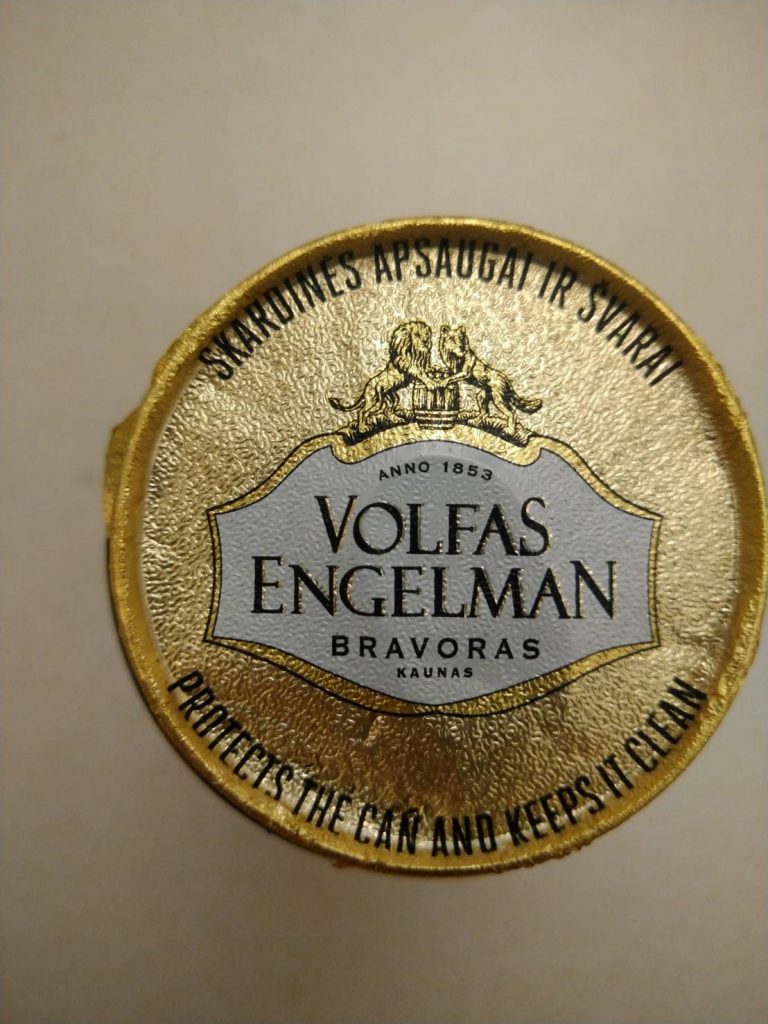 SKARDINĖS APSAUGAI IR ŠVARAI
ANNO 1853
VOLFAS
ENGELMAN
BRAVORAS
KAUNAS
PROTECTS THE CAN AND KEEPS IT CLEAN